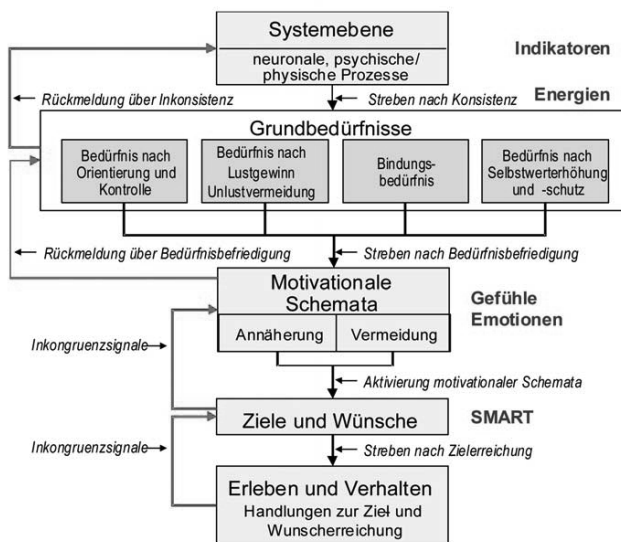 Systemebene
neuronale, psychische/
physische Prozesse
Indikatoren
Rückmeldung über Inkonsistenz
Streben nach Konsistenz
Energien
Grundbedürfnisse
Bedürfnis nach
Orientierung und
Kontrolle
Bedürfnis nach
Lustgewinn
Unlustvermeidung
Bindungs-
bedürfnis
Bedürfnis nach
Selbstwerterhöhung
und -schutz
Rückmeldung über Bedürfnisbefriedigung
Streben nach Bedürfnisbefriedigung
Motivationale
Schemata
Annäherung
Vermeidung
Gefühle
Emotionen
Inkongruenzsignale
Aktivierung motivationaler Schemata
Ziele und Wünsche
SMART
Inkongruenzsignale
Streben nach Zielerreichung
Erleben und Verhalten
Handlungen zur Ziel- und
Wunscherreichung